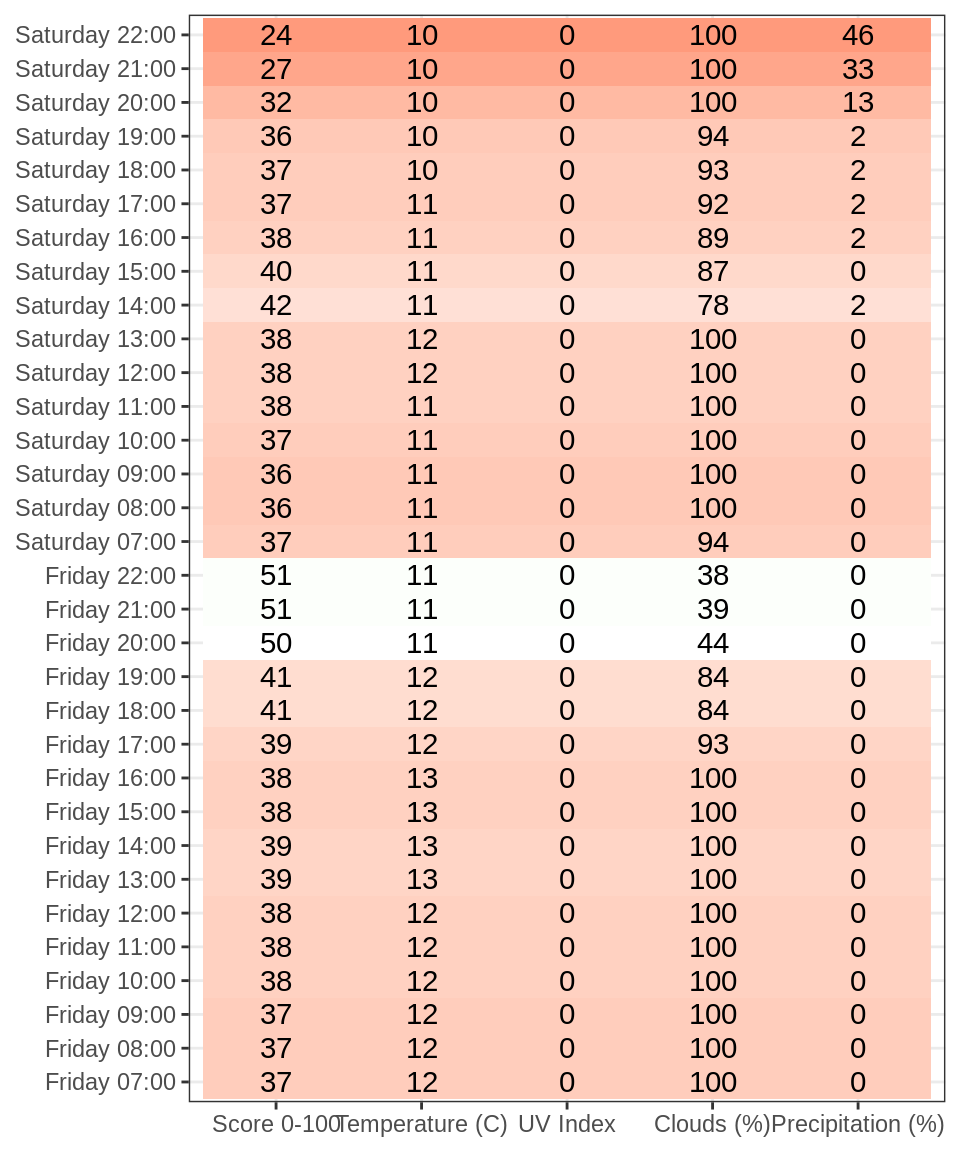 Saturday 22:00 24 10 0 100 46
Saturday 21:00 27 10 0 100 33
Saturday 20:00 32 10 0 100 13
Saturday 19:00 36 10 0 94 2
Saturday 18:00 37 10 0 93 2
Saturday 17:00 37 11 0 92 2
Saturday 16:00 38 11 0 89 2
Saturday 15:00 40 11 0 87 0
Saturday 14:00 42 11 0 78 2
Saturday 13:00 38 12 0 100 0
Saturday 12:00 38 12 0 100 0
Saturday 11:00 38 11 0 100 0
Saturday 10:00 37 11 0 100 0
Saturday 09:00 36 11 0 100 0
Saturday 08:00 36 11 0 100 0
Saturday 07:00 37 11 0 94 0
Friday 22:00 51 11 0 38 0
Friday 21:00 51 11 0 39 0
Friday 20:00 50 11 0 44 0
Friday 19:00 41 12 0 84 0
Friday 18:00 41 12 0 84 0
Friday 17:00 39 12 0 93 0
Friday 16:00 38 13 0 100 0
Friday 15:00 38 13 0 100 0
Friday 14:00 39 13 0 100 0
Friday 13:00 39 13 0 100 0
Friday 12:00 38 12 0 100 0
Friday 11:00 38 12 0 100 0
Friday 10:00 38 12 0 100 0
Friday 09:00 37 12 0 100 0
Friday 08:00 37 12 0 100 0
Friday 07:00 37 12 0 100 0
Score 0-100 Temperature (C) UV Index Clouds (%) Precipitation (%)